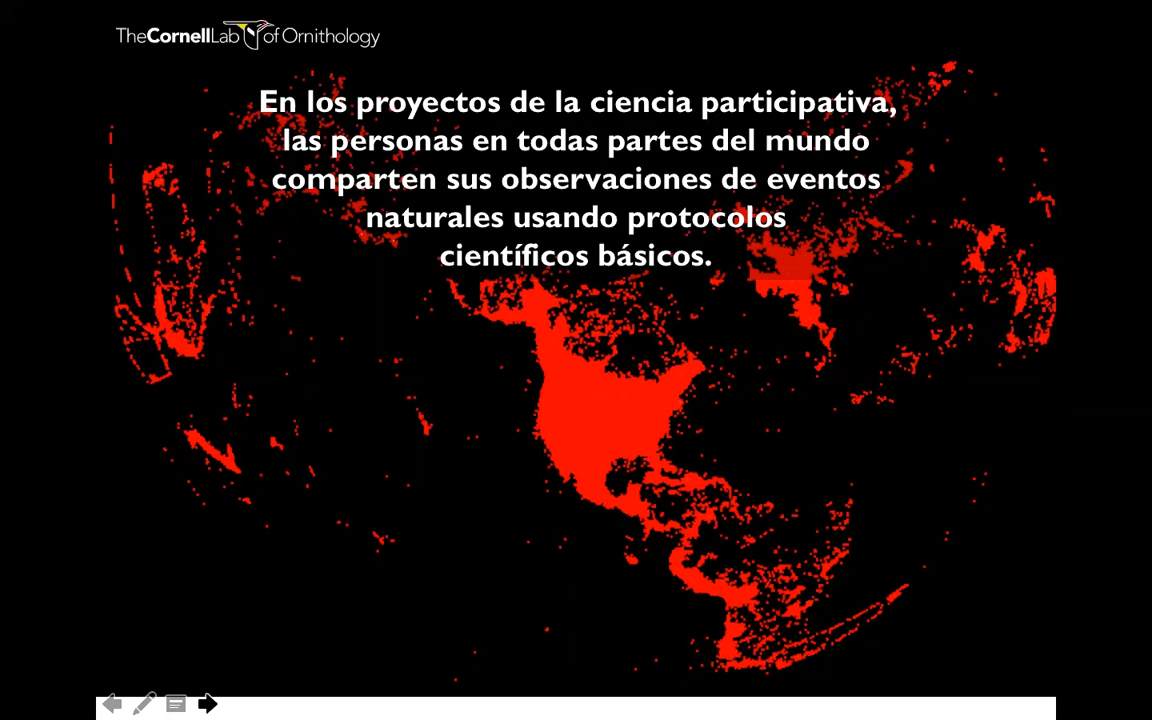 TheCornellLab of Ornithology
En los proyectos de la ciencia participativa,
las personas en todas partes del mundo
comparten sus observaciones de eventos
naturales usando protocolos
científicos básicos.